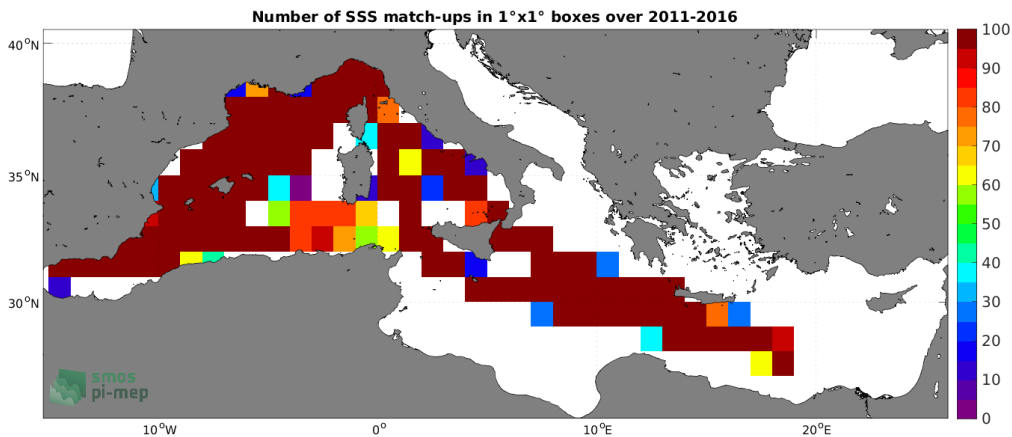 Number of SSS match-ups in 1°x1° boxes over 2011-2016
40°N
35°N
30°N
10°W
0°
10°E
20°E
100
90
80
70
60
50
40
30
20
10
0
smos
pi-mep